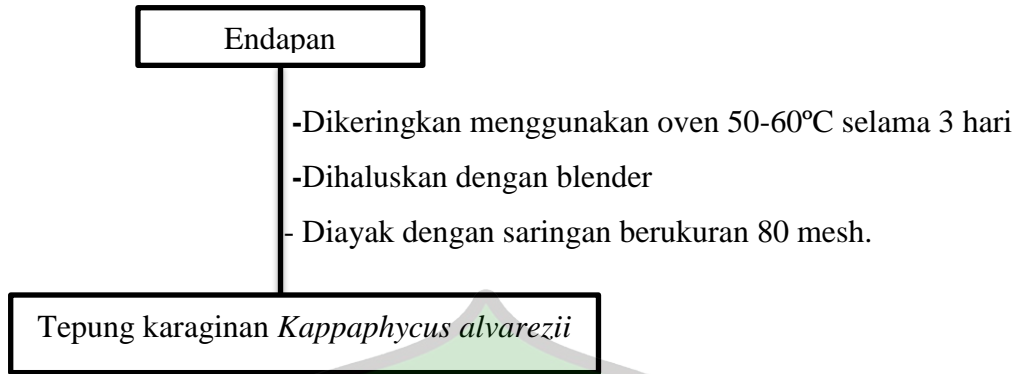 Endapan
-Dikeringkan menggunakan oven 50-60ºC selama 3 hari
-Dihaluskan dengan blender
- Diayak dengan saringan berukuran 80 mesh.
Tepung karaginan Kappaphycus alvarezii